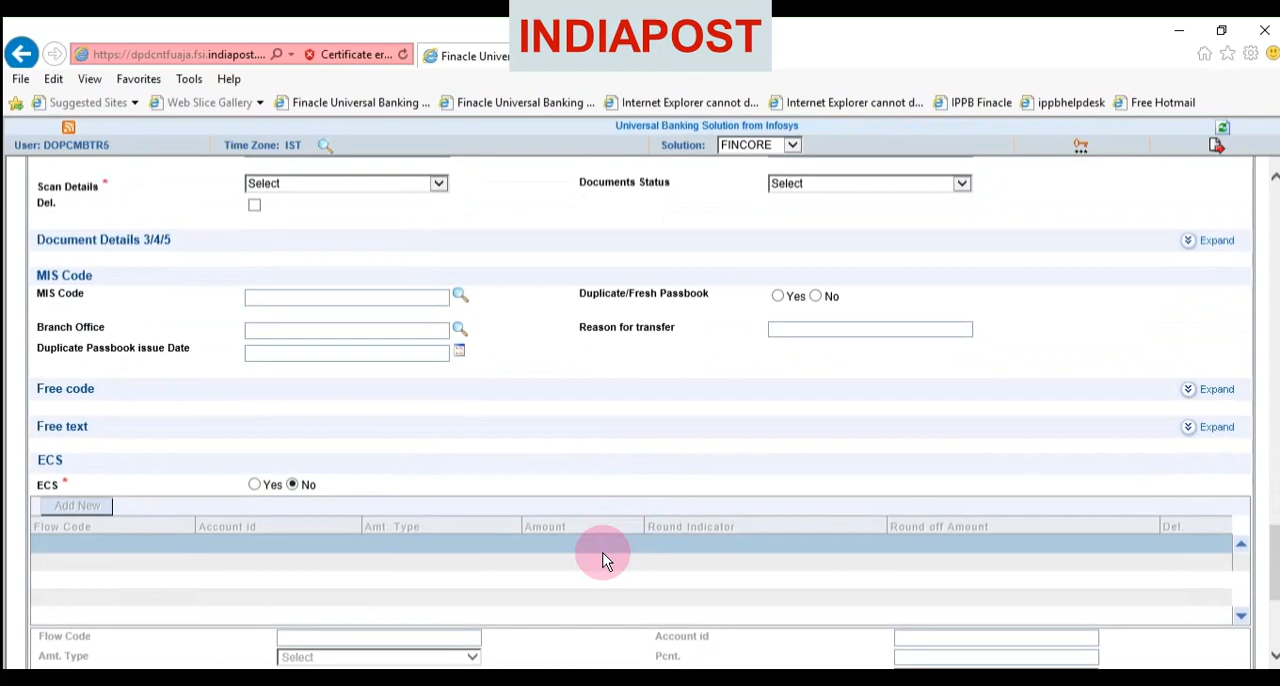 INDIAPOST
https://dpdcntfuaja.fsi.indiapost.... Certificate er... Finacle Unive
File Edit View Favorites Tools Help
Suggested Sites Web Slice Gallery Finacle Universal Banking ... Finacle Universal Banking ... Internet Explorer cannot d... Internet Explorer cannot d... IPPB Finacle ippbhelpdesk Free Hotmail
Universal Banking Solution from Infosys
User: DOPCMBTR5 Time Zone: IST Solution: FINCORE
Scan Details * Select Documents Status Select
Del.
Document Details 3/4/5 Expand
MIS Code
MIS Code Duplicate/Fresh Passbook Yes No
Branch Office Reason for transfer
Duplicate Passbook issue Date
Free code Expand
Free text Expand
ECS
ECS * Yes No
Add New
Flow Code Account id Amt. Type Amount Round Indicator Round off Amount Del.
Flow Code Account id
Amt. Type Select Pcnt.